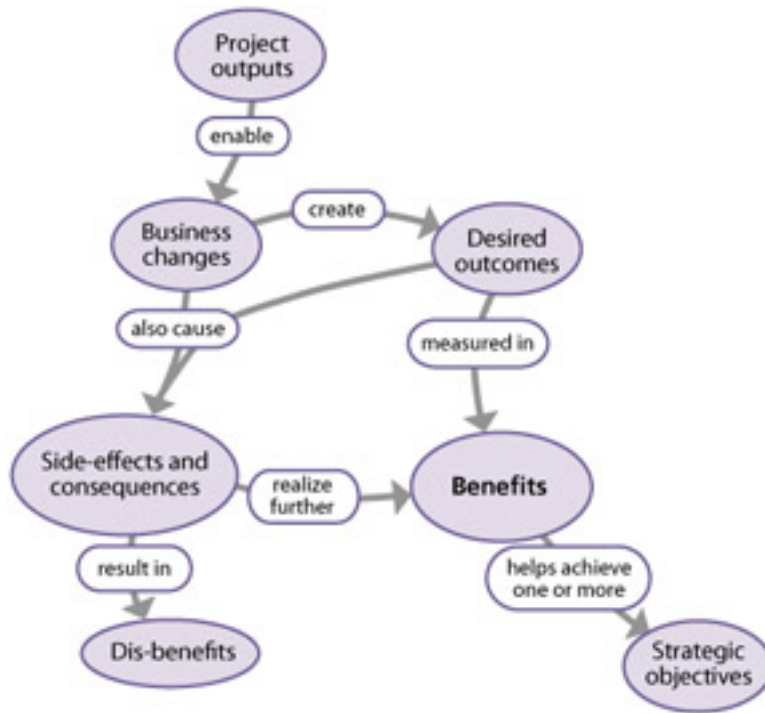 Project
outputs
enable
Business
changes
create
Desired
outcomes
also cause
measured in
Side-effects and
consequences
realize
further
Benefits
result in
helps achieve
one or more
Dis-benefits
Strategic
objectives